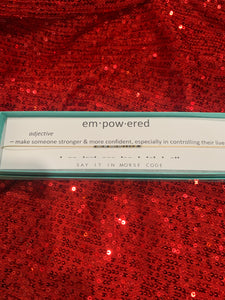 em·pow·ered
adjective
– make someone stronger & more confident, especially in controlling their live
SAY IT IN MORSE CODE